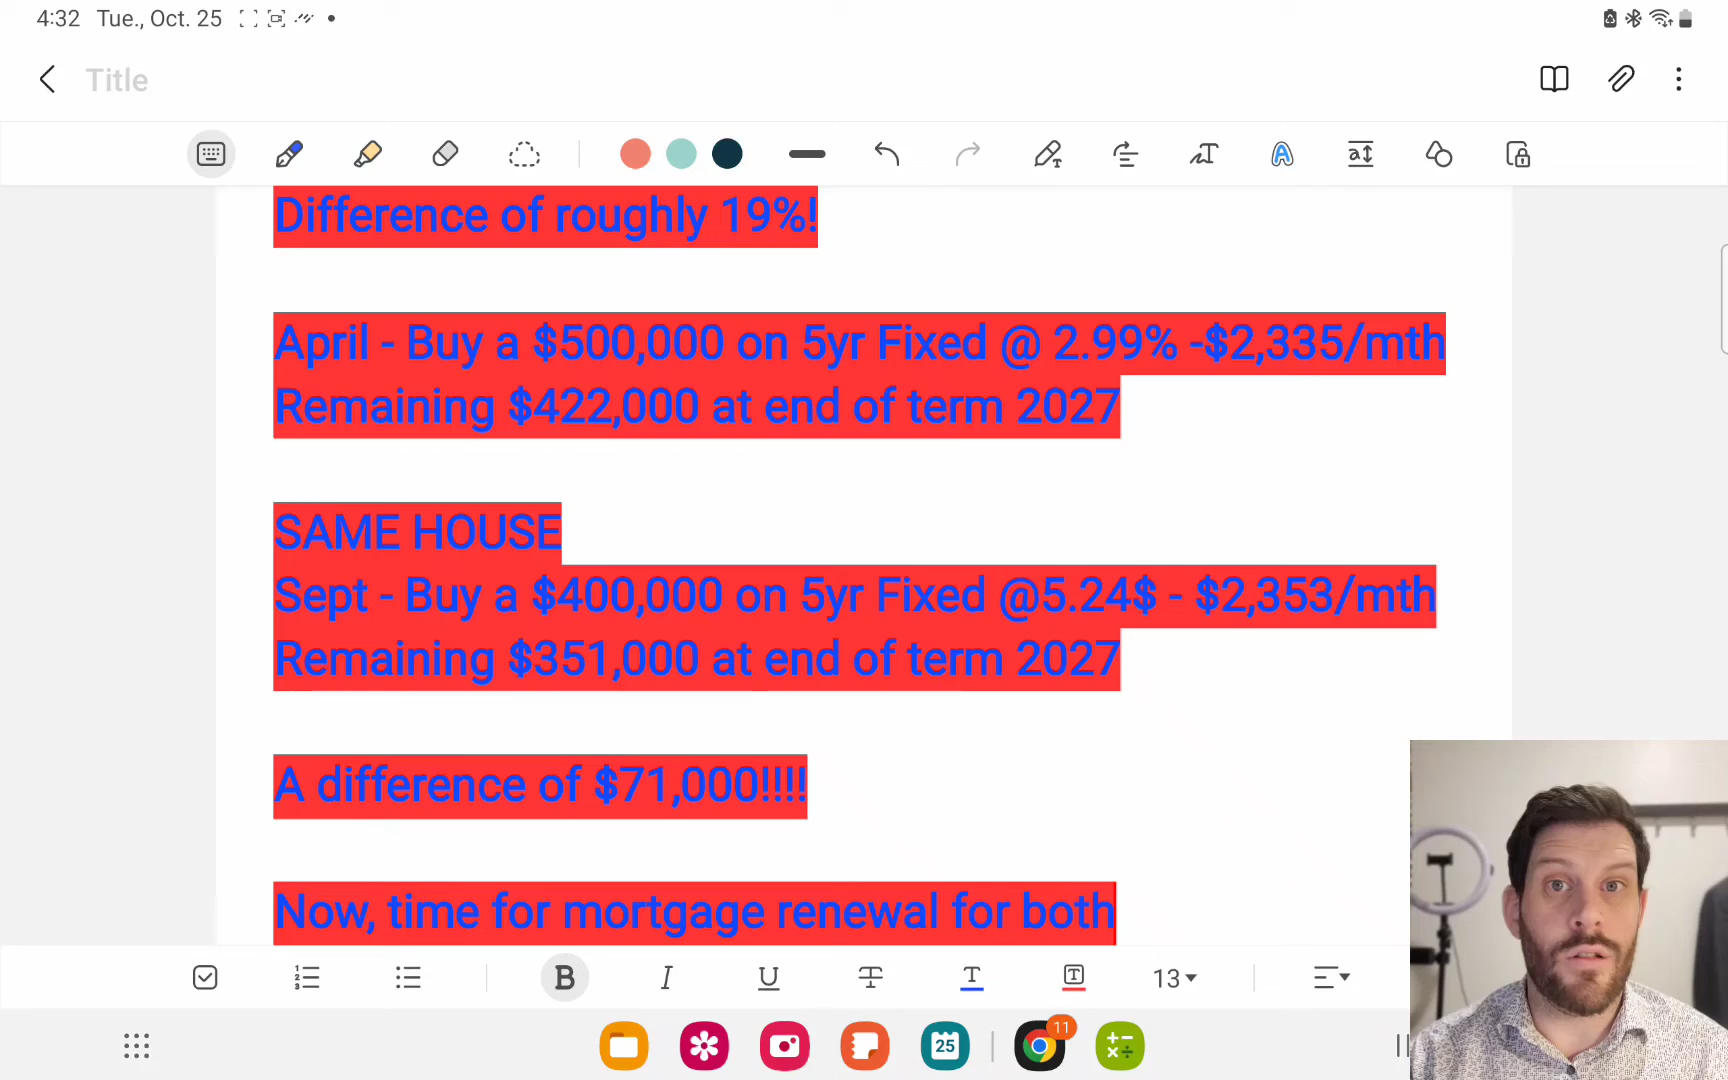 4:32 Tue., Oct. 25
Title
Difference of roughly 19%!
April - Buy a $500,000 on 5yr Fixed @ 2.99% -$2,335/mth
Remaining $422,000 at end of term 2027
SAME HOUSE
Sept - Buy a $400,000 on 5yr Fixed @5.24$ - $2,353/mth
Remaining $351,000 at end of term 2027
A difference of $71,000!!!!
Now, time for mortgage renewal for both
B I U T T T 13
25
11